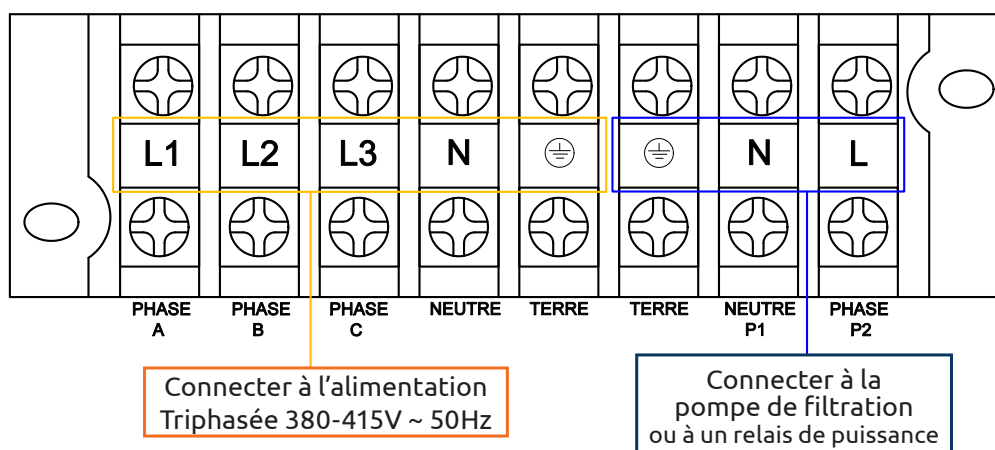 L1 L2 L3 N N L
PHASE A
PHASE B
PHASE C
NEUTRE
TERRE
TERRE
NEUTRE P1
PHASE P2
Connecter à l’alimentation
Triphasée 380-415V ~ 50Hz
Connecter à la
pompe de filtration
ou à un relais de puissance